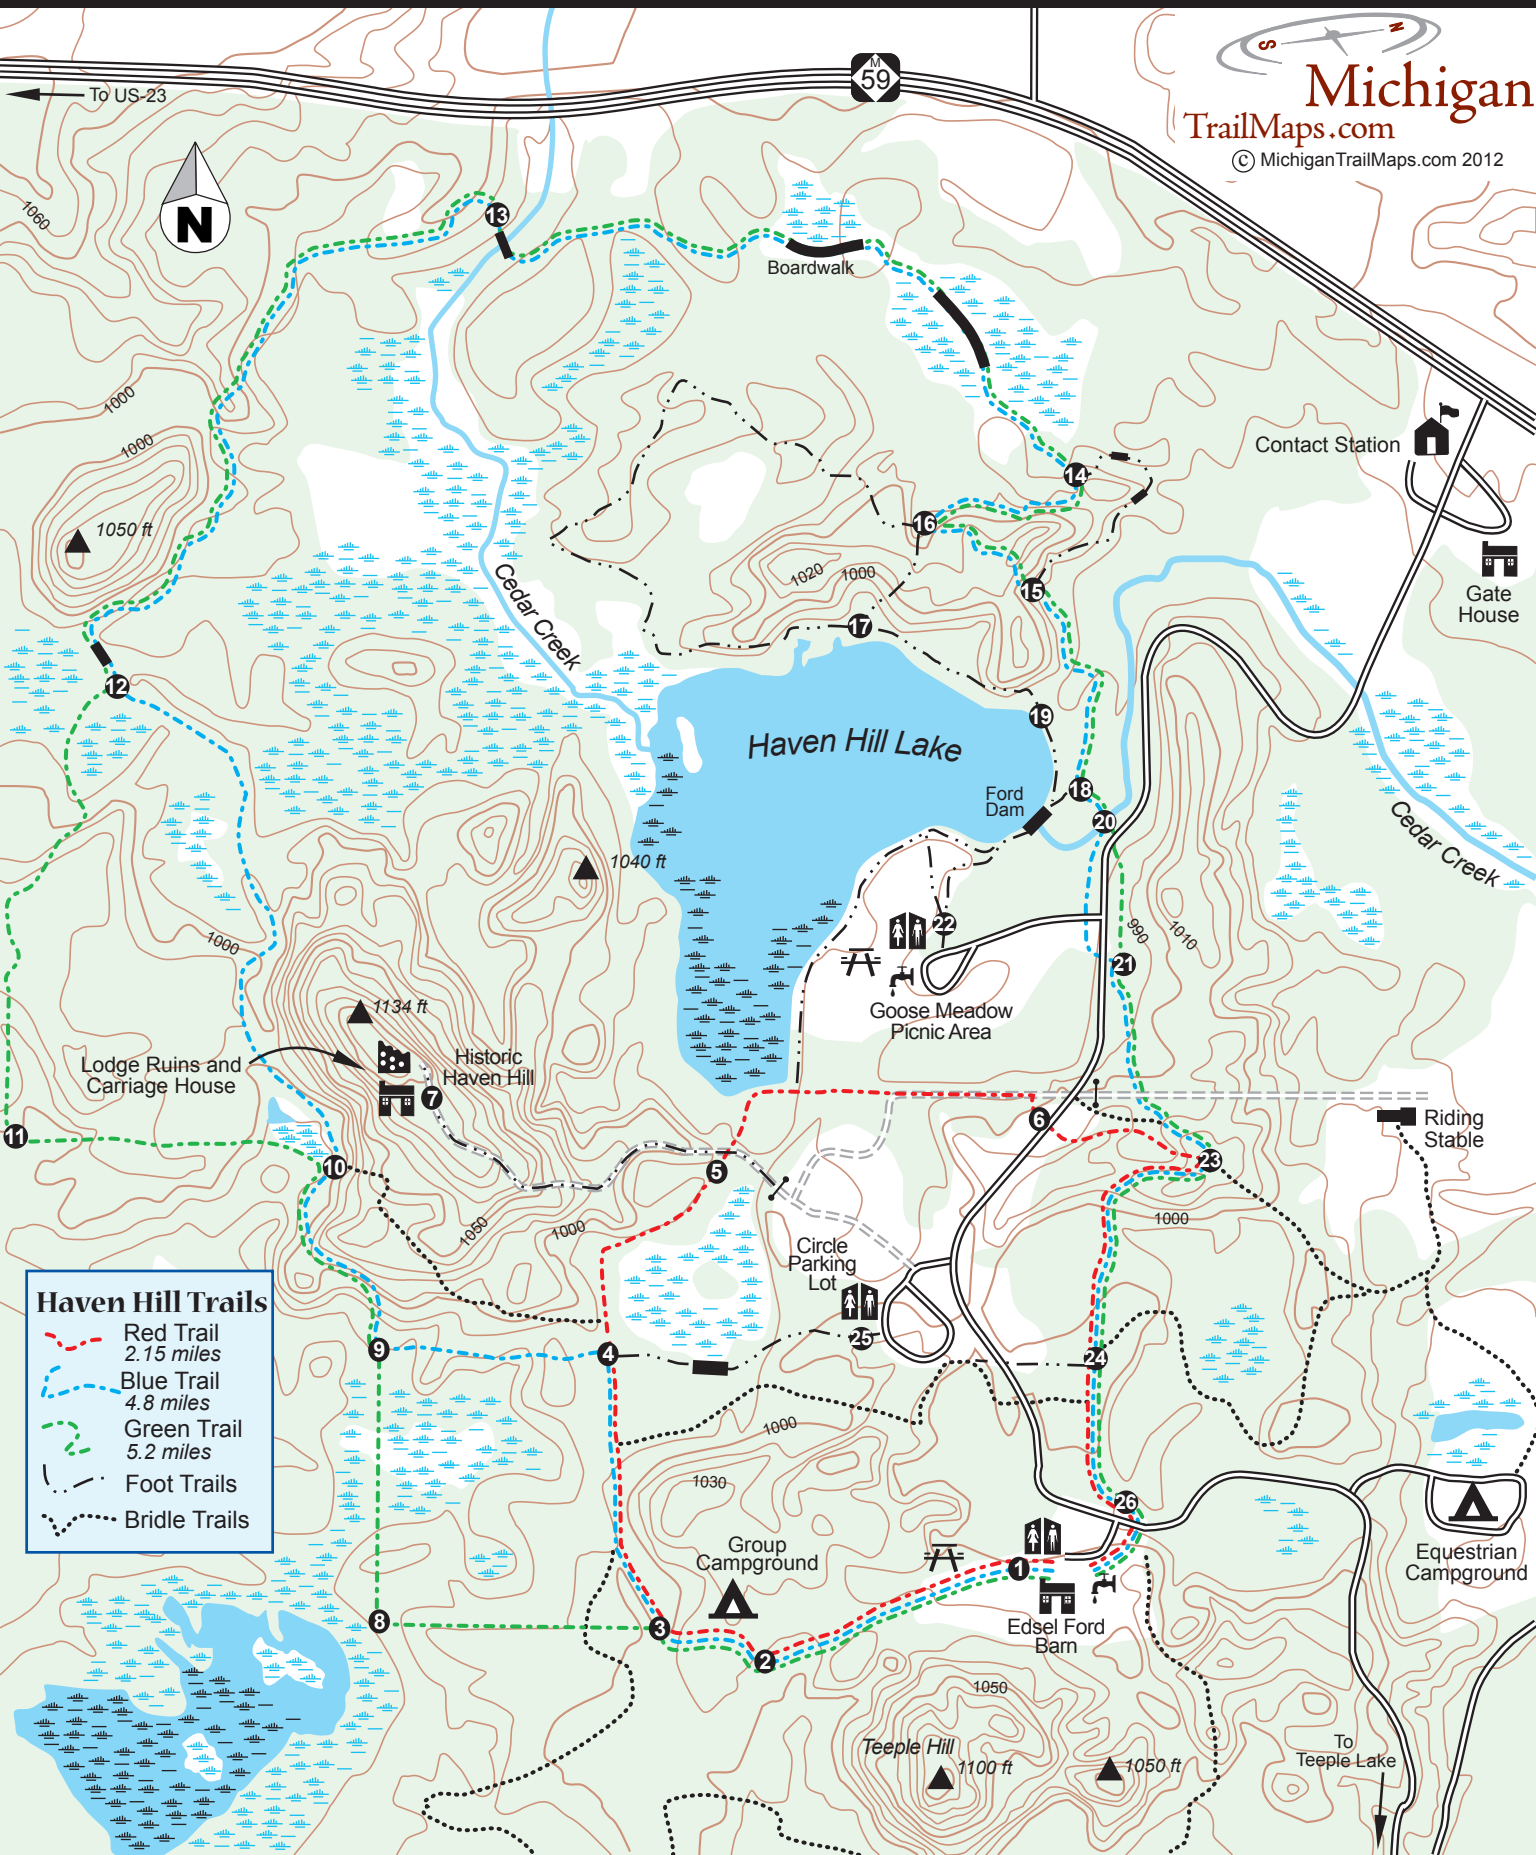 M
59
To US-23
N
S
Michigan
TrailMaps.com
© MichiganTrailMaps.com 2012
1060
N
13
Boardwalk
1000
1000
Contact Station
14
16
1050 ft
1020
1000
15
Gate
House
Cedar Creek
17
12
19
Haven Hill Lake
Ford
Dam
18
20
Cedar Creek
1040 ft
1000
22
990
1010
21
1134 ft
Goose Meadow
Picnic Area
Lodge Ruins and
Carriage House
Historic
Haven Hill
7
6
Riding
Stable
11
10
5
23
1050
1000
1000
Circle
Parking
Lot
25
Haven Hill Trails
Red Trail
2.15 miles
Blue Trail
4.8 miles
Green Trail
5.2 miles
Foot Trails
Bridle Trails
9
4
24
1000
1030
26
Group
Campground
1
Equestrian
Campground
8
3
2
Edsel Ford
Barn
1050
Teeple Hill
1100 ft
1050 ft
To
Teeple Lake